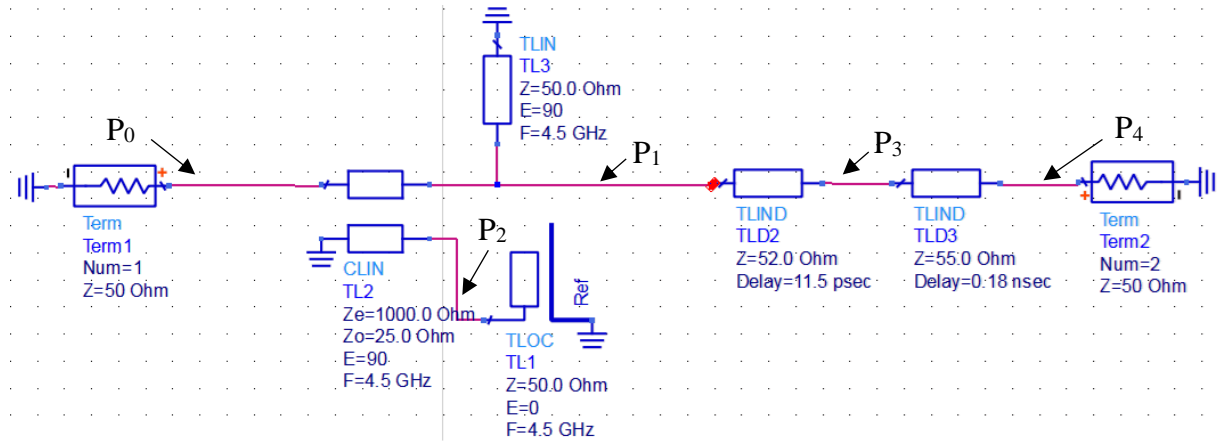 TLIN
TL3
Z=50.0 Ohm
E=90
F=4.5 GHz
P0
P1
P3
P4
- +
Term
Term1
Num=1
Z=50 Ohm
CLIN
TL2
Ze=1000.0 Ohm
Zo=25.0 Ohm
E=90
F=4.5 GHz
P2
Ref
TLOC
TL1
Z=50.0 Ohm
E=0
F=4.5 GHz
TLIND
TLD2
Z=52.0 Ohm
Delay=11.5 psec
TLIND
TLD3
Z=55.0 Ohm
Delay=0.18 nsec
+ -
Term
Term2
Num=2
Z=50 Ohm